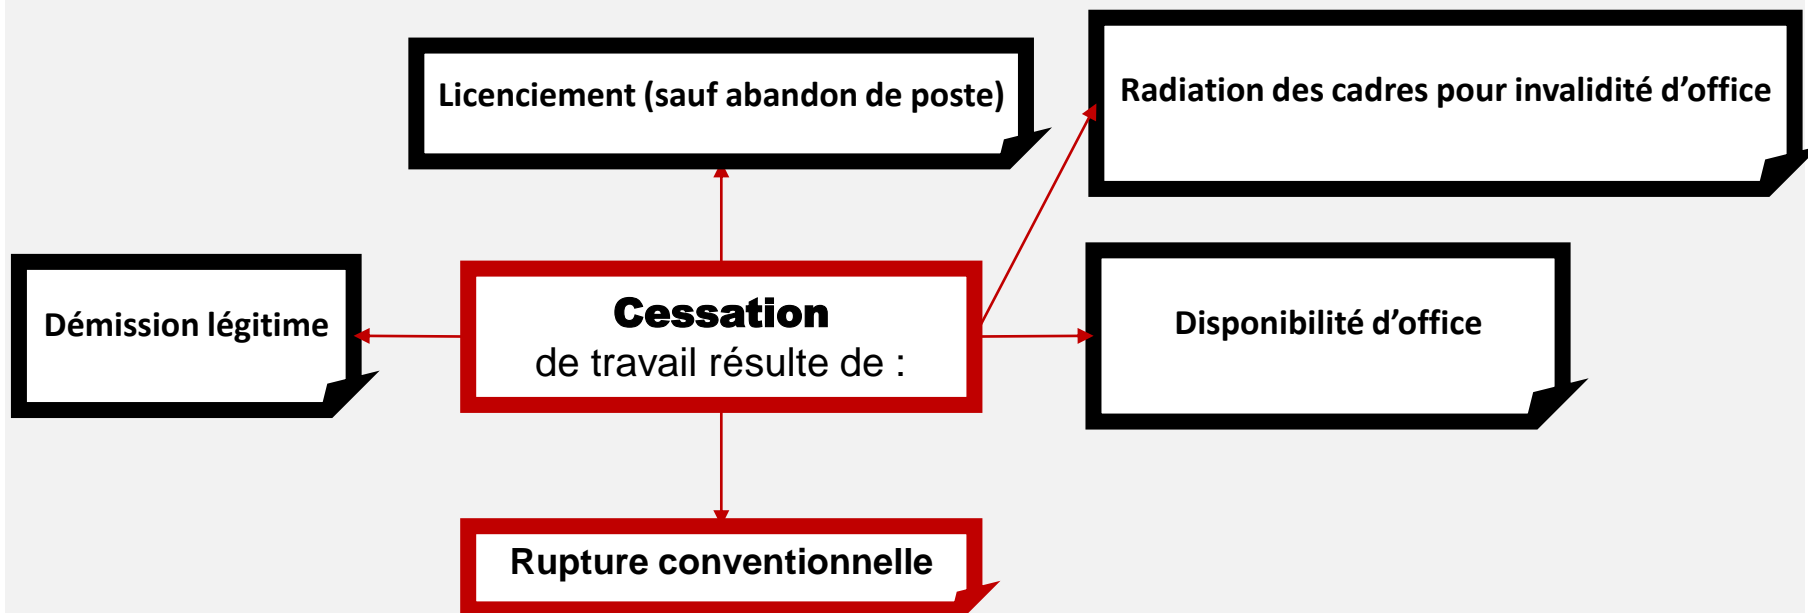 Licenciement (sauf abandon de poste)
Radiation des cadres pour invalidité d’office
Démission légitime
Cessation
de travail résulte de :
Disponibilité d’office
Rupture conventionnelle